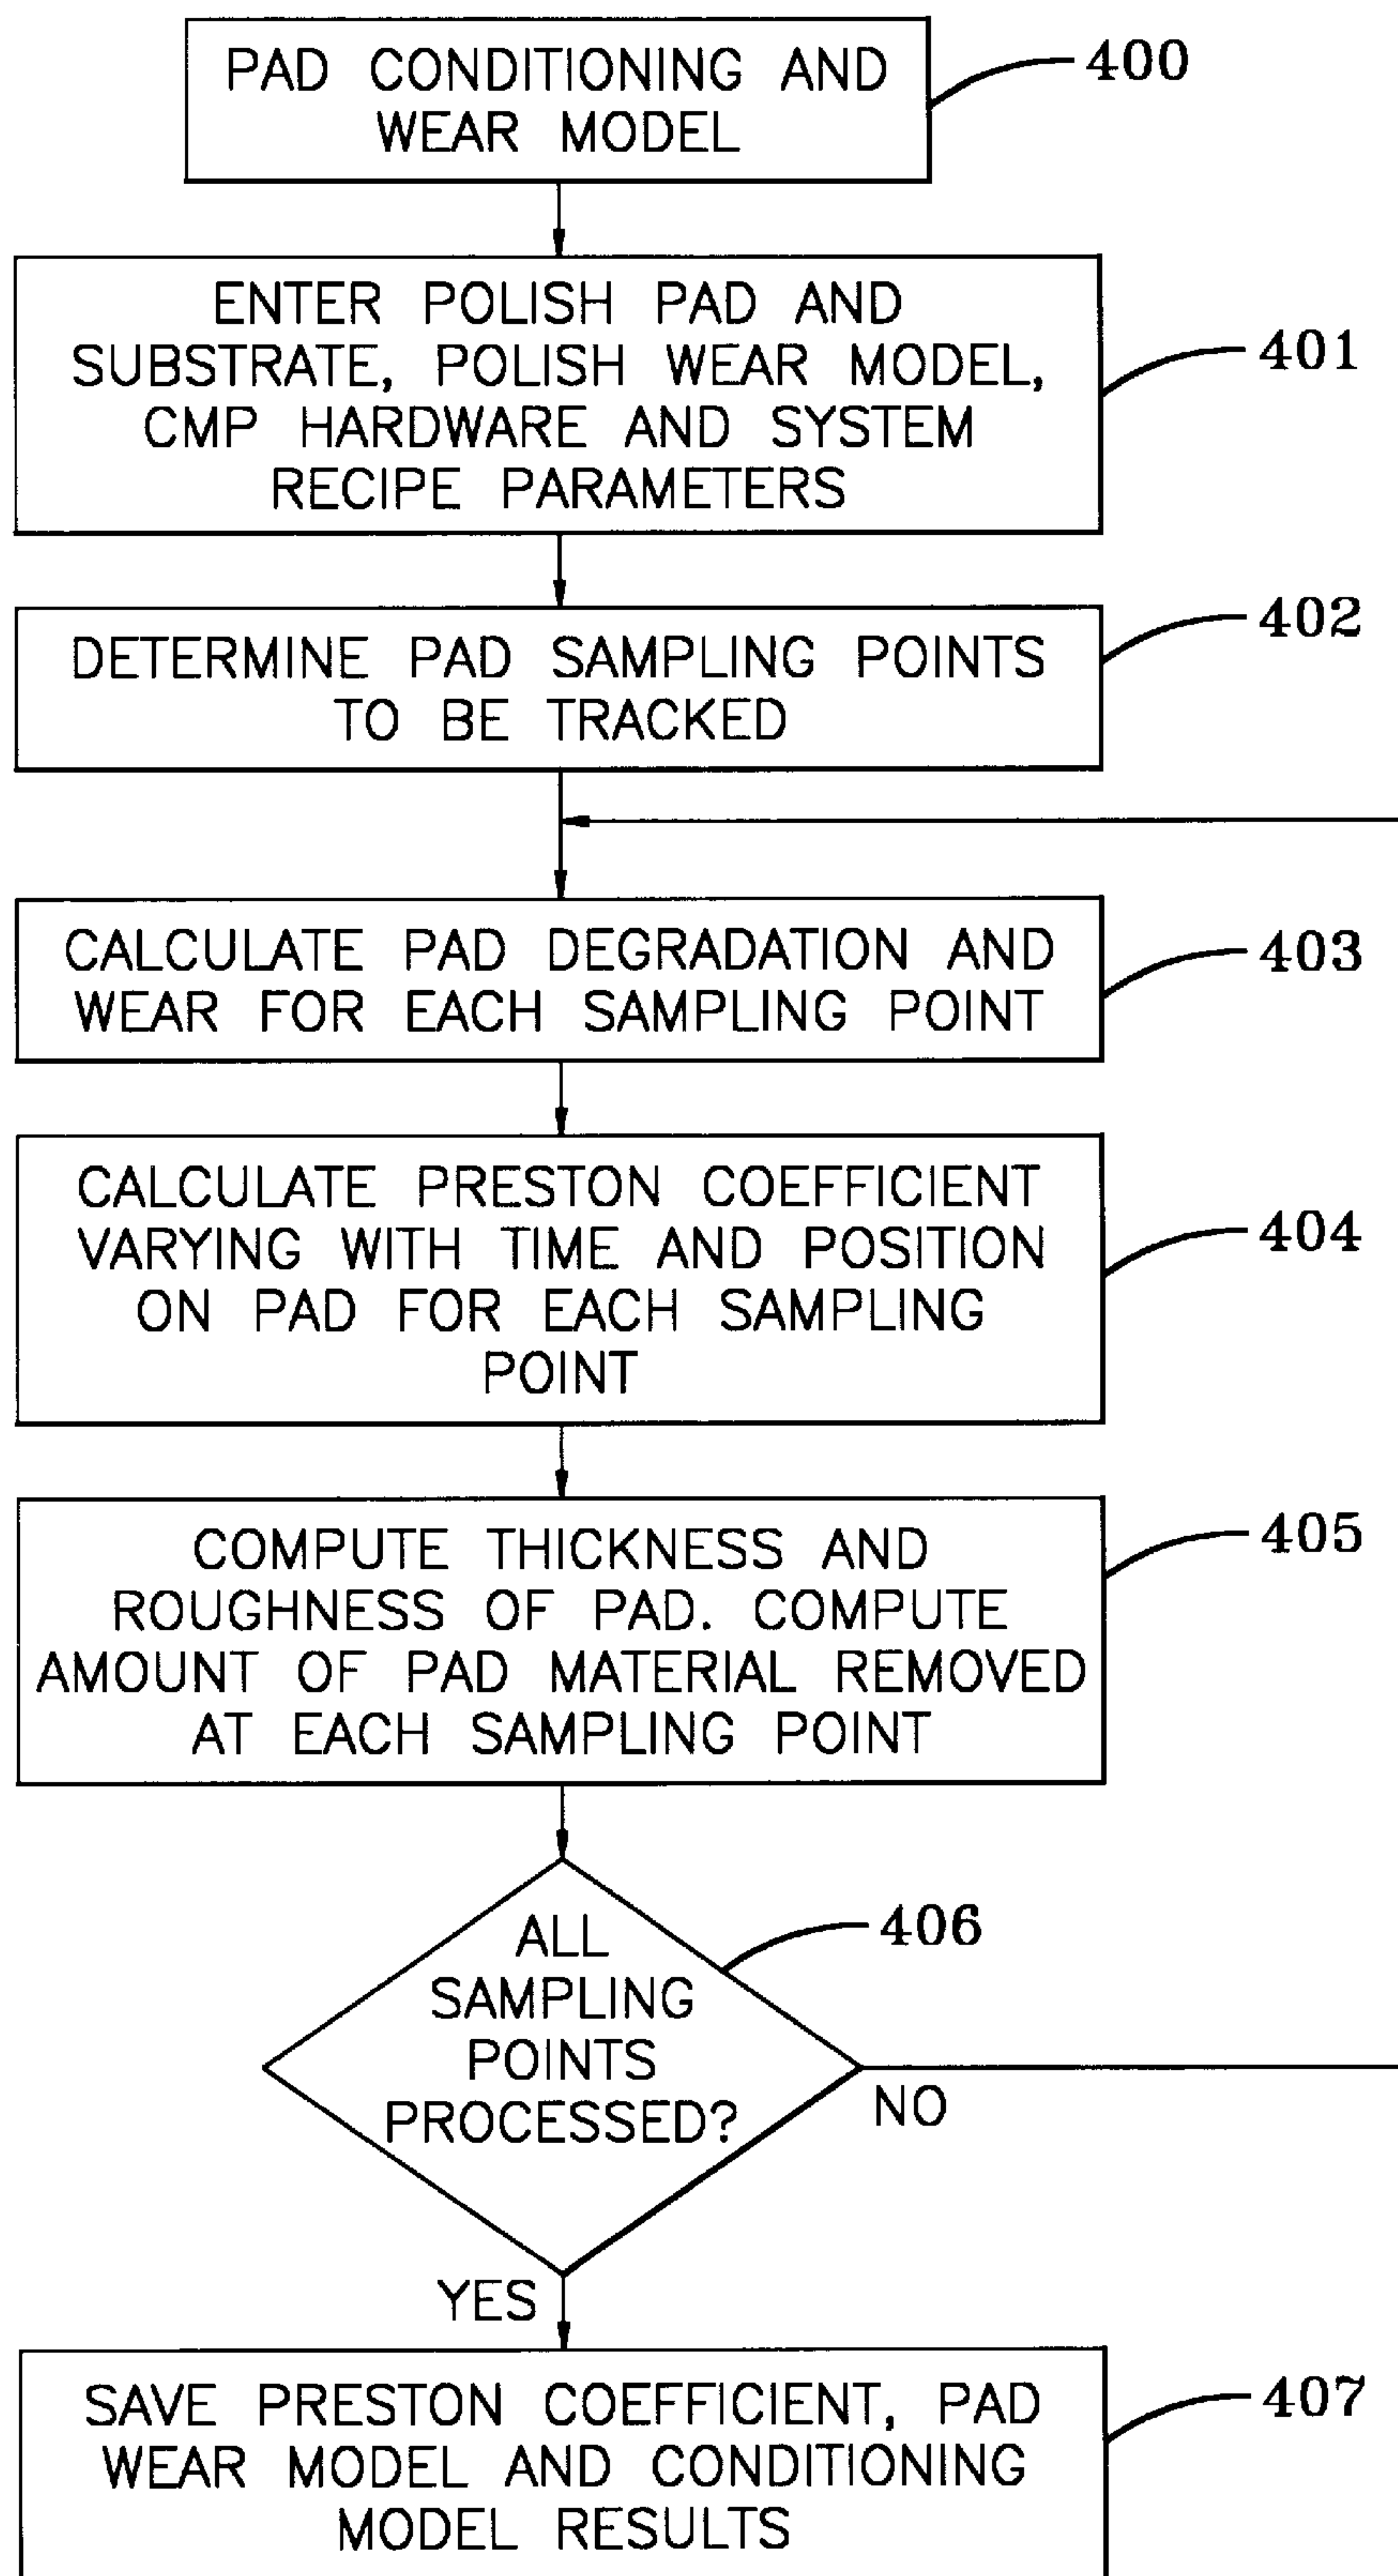 PAD CONDITIONING AND
WEAR MODEL
400
ENTER POLISH PAD AND
SUBSTRATE, POLISH WEAR MODEL,
CMP HARDWARE AND SYSTEM
RECIPE PARAMETERS
401
DETERMINE PAD SAMPLING POINTS
TO BE TRACKED
402
CALCULATE PAD DEGRADATION AND
WEAR FOR EACH SAMPLING POINT
403
CALCULATE PRESTON COEFFICIENT
VARYING WITH TIME AND POSITION
ON PAD FOR EACH SAMPLING
POINT
404
COMPUTE THICKNESS AND
ROUGHNESS OF PAD. COMPUTE
AMOUNT OF PAD MATERIAL REMOVED
AT EACH SAMPLING POINT
405
ALL
SAMPLING
POINTS
PROCESSED?
406
NO
YES
SAVE PRESTON COEFFICIENT, PAD
WEAR MODEL AND CONDITIONING
MODEL RESULTS
407